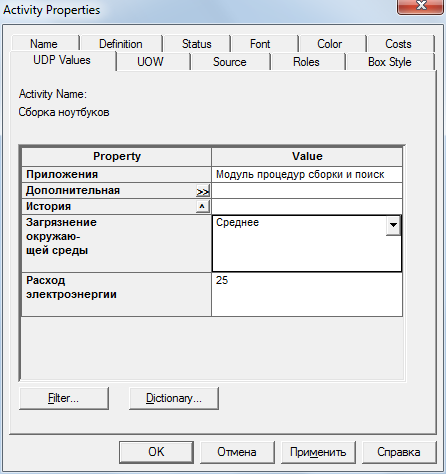 Activity Properties
Name Definition Status Font Color Costs
UDP Values UOW Source Roles Box Style
Activity Name:
Сборка ноутбуков
Property Value
Приложения Модуль процедур сборки и поиск
Дополнительная >>
История ^
Загрязнение Среднее
окружаю-
щей среды
Расход 25
электроэнергии
Filter... Dictionary...
OK Отмена Применить Справка